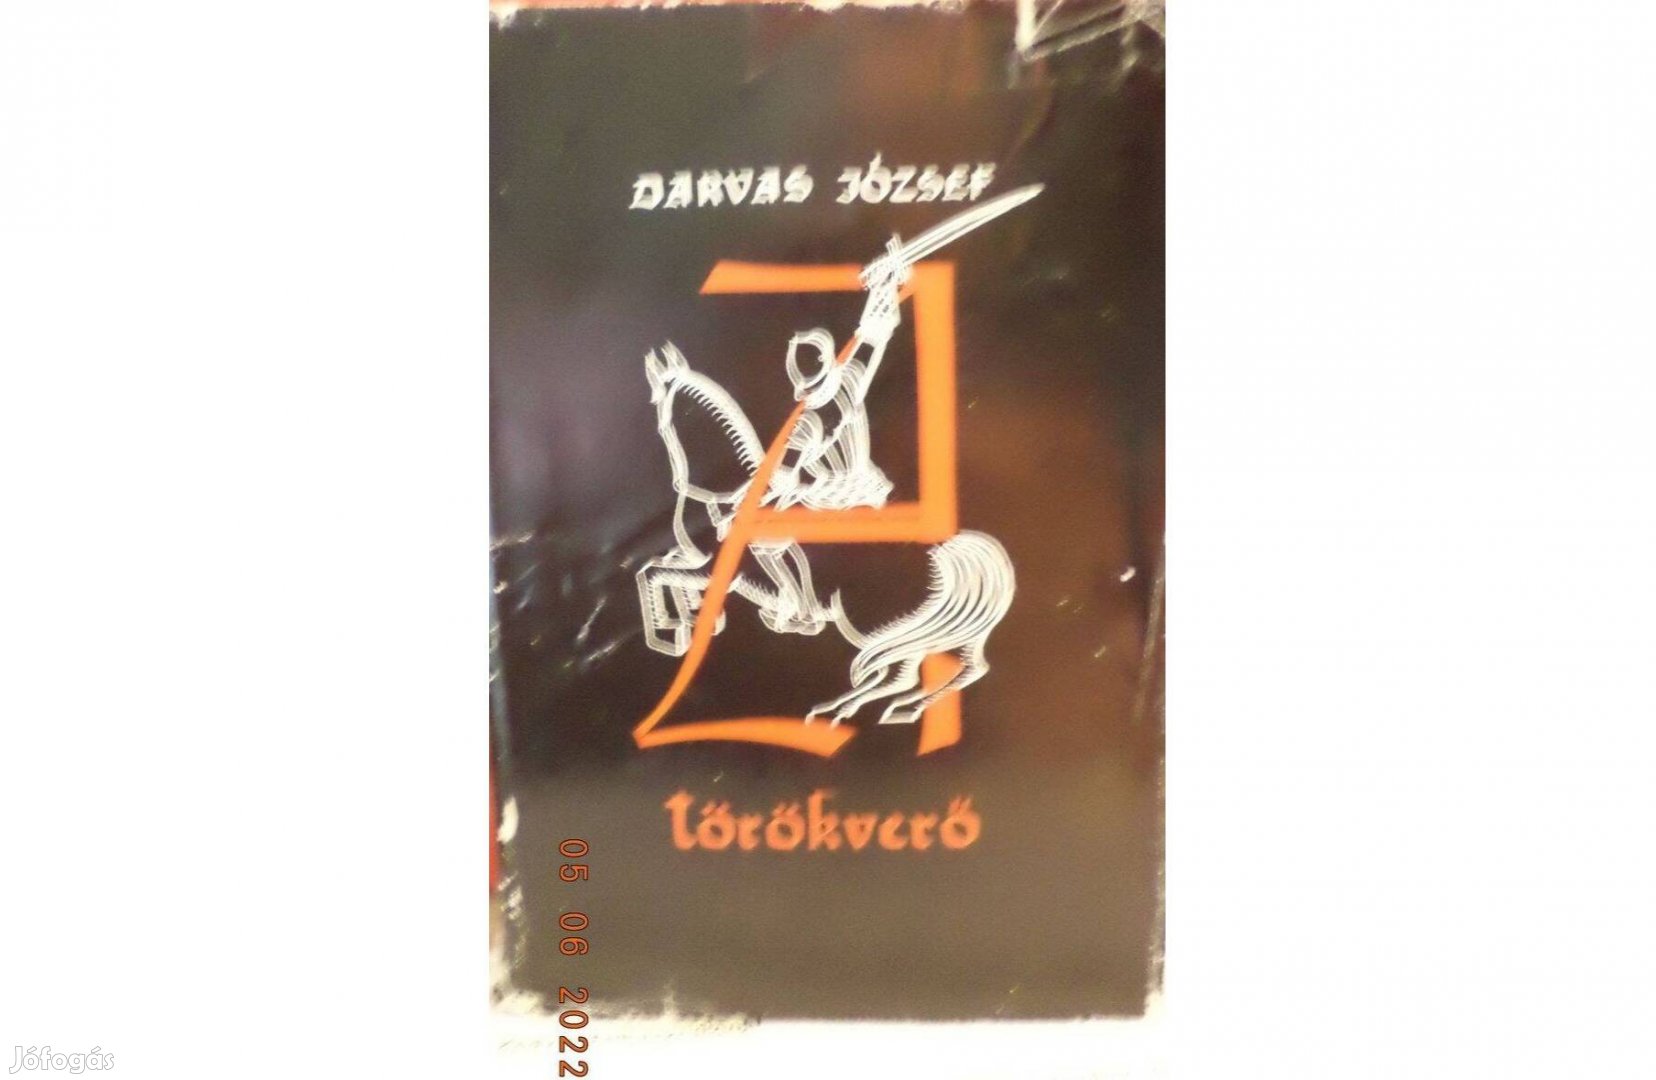 DARVAS JÓZSEF
A
törökverő
05 06 2022
Jófogás